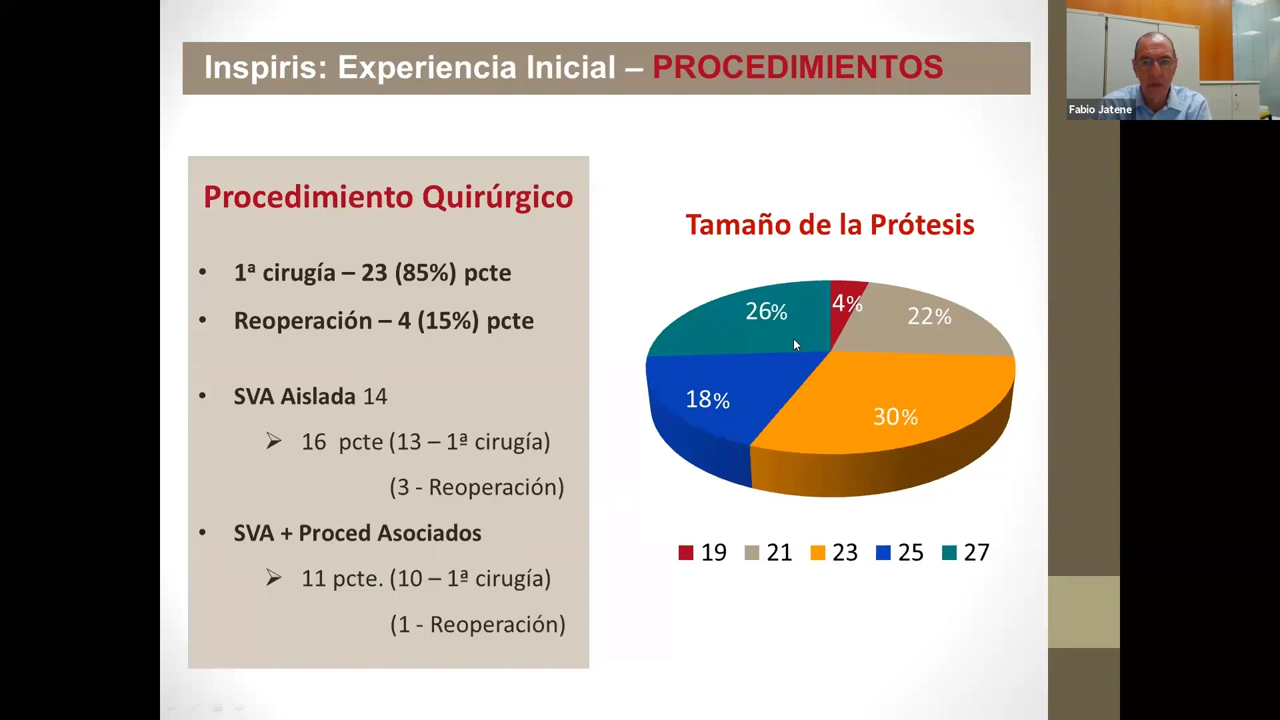 Inspiris: Experiencia Inicial – PROCEDIMIENTOS
Fabio Jatene
Procedimiento Quirúrgico
• 1ª cirugía – 23 (85%) pcte
• Reoperación – 4 (15%) pcte
• SVA Aislada 14
➢ 16 pcte (13 – 1ª cirugía)
(3 - Reoperación)
• SVA + Proced Asociados
➢ 11 pcte. (10 – 1ª cirugía)
(1 - Reoperación)
Tamaño de la Prótesis
26%
4%
22%
18%
30%
19 21 23 25 27